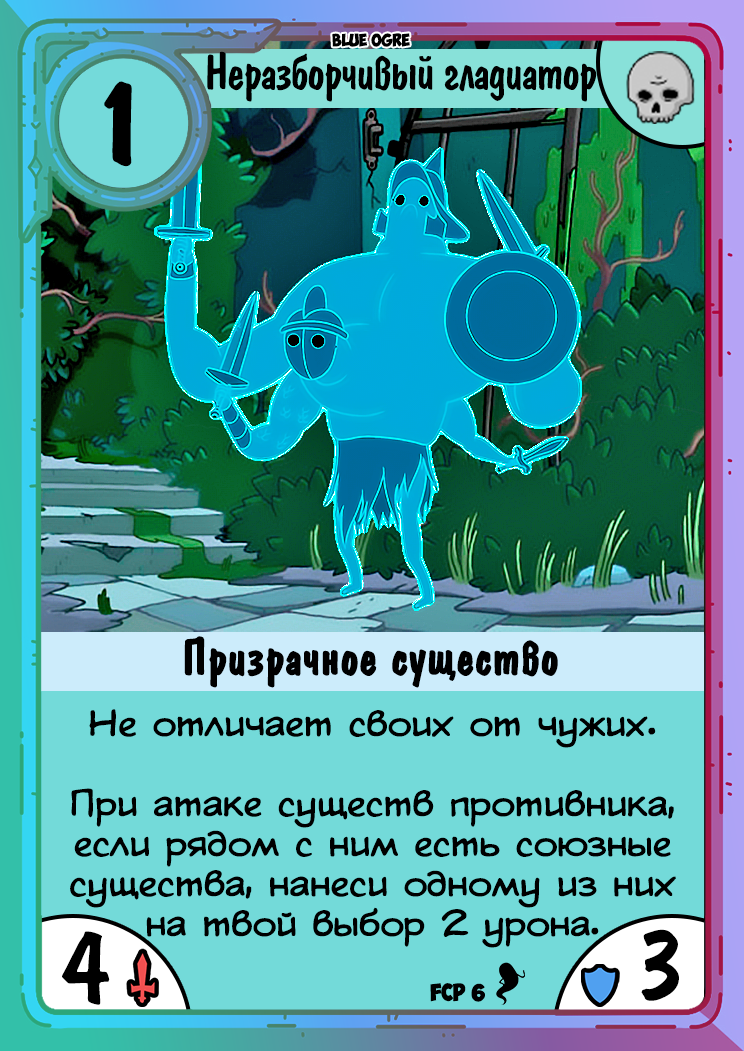 BLUE OGRE
1
Неразборчивый гладиатор
Призрачное существо
Не отличает своих от чужих.
При атаке существ противника,
если рядом с ним есть союзные
существа, нанеси одному из них
на твой выбор 2 урона.
4
FCP 6
3